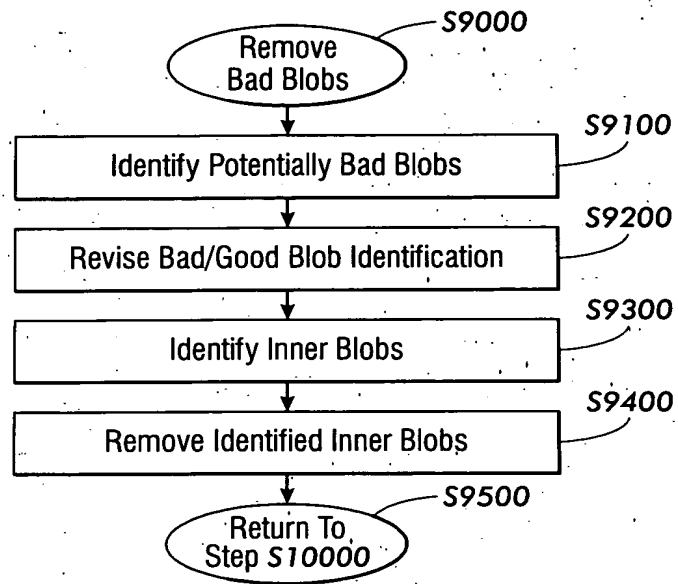 Remove
Bad Blobs
S9000
S9100
Identify Potentially Bad Blobs
S9200
Revise Bad/Good Blob Identification
S9300
Identify Inner Blobs
S9400
Remove Identified Inner Blobs
S9500
Return To
Step S10000